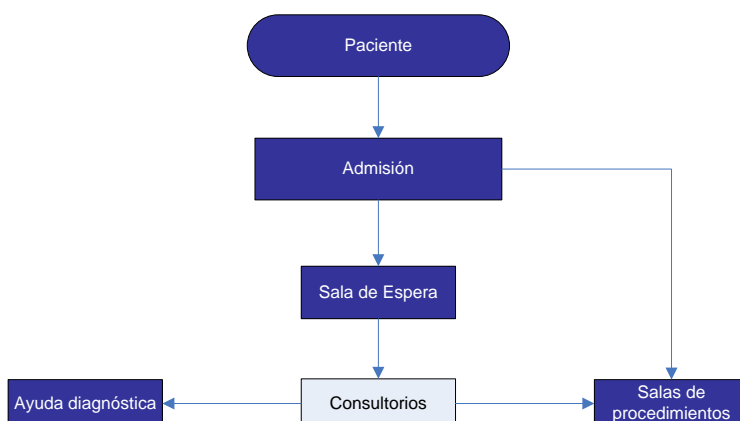 Paciente
Admisión
Sala de Espera
Ayuda diagnóstica
Consultorios
Salas de
procedimientos